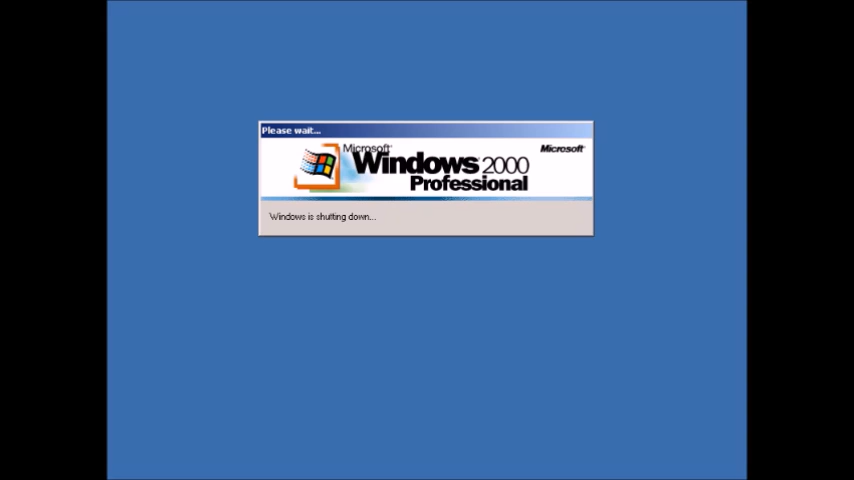 Please wait...
Microsoft
Microsoft
Windows 2000
Professional
Windows is shutting down...